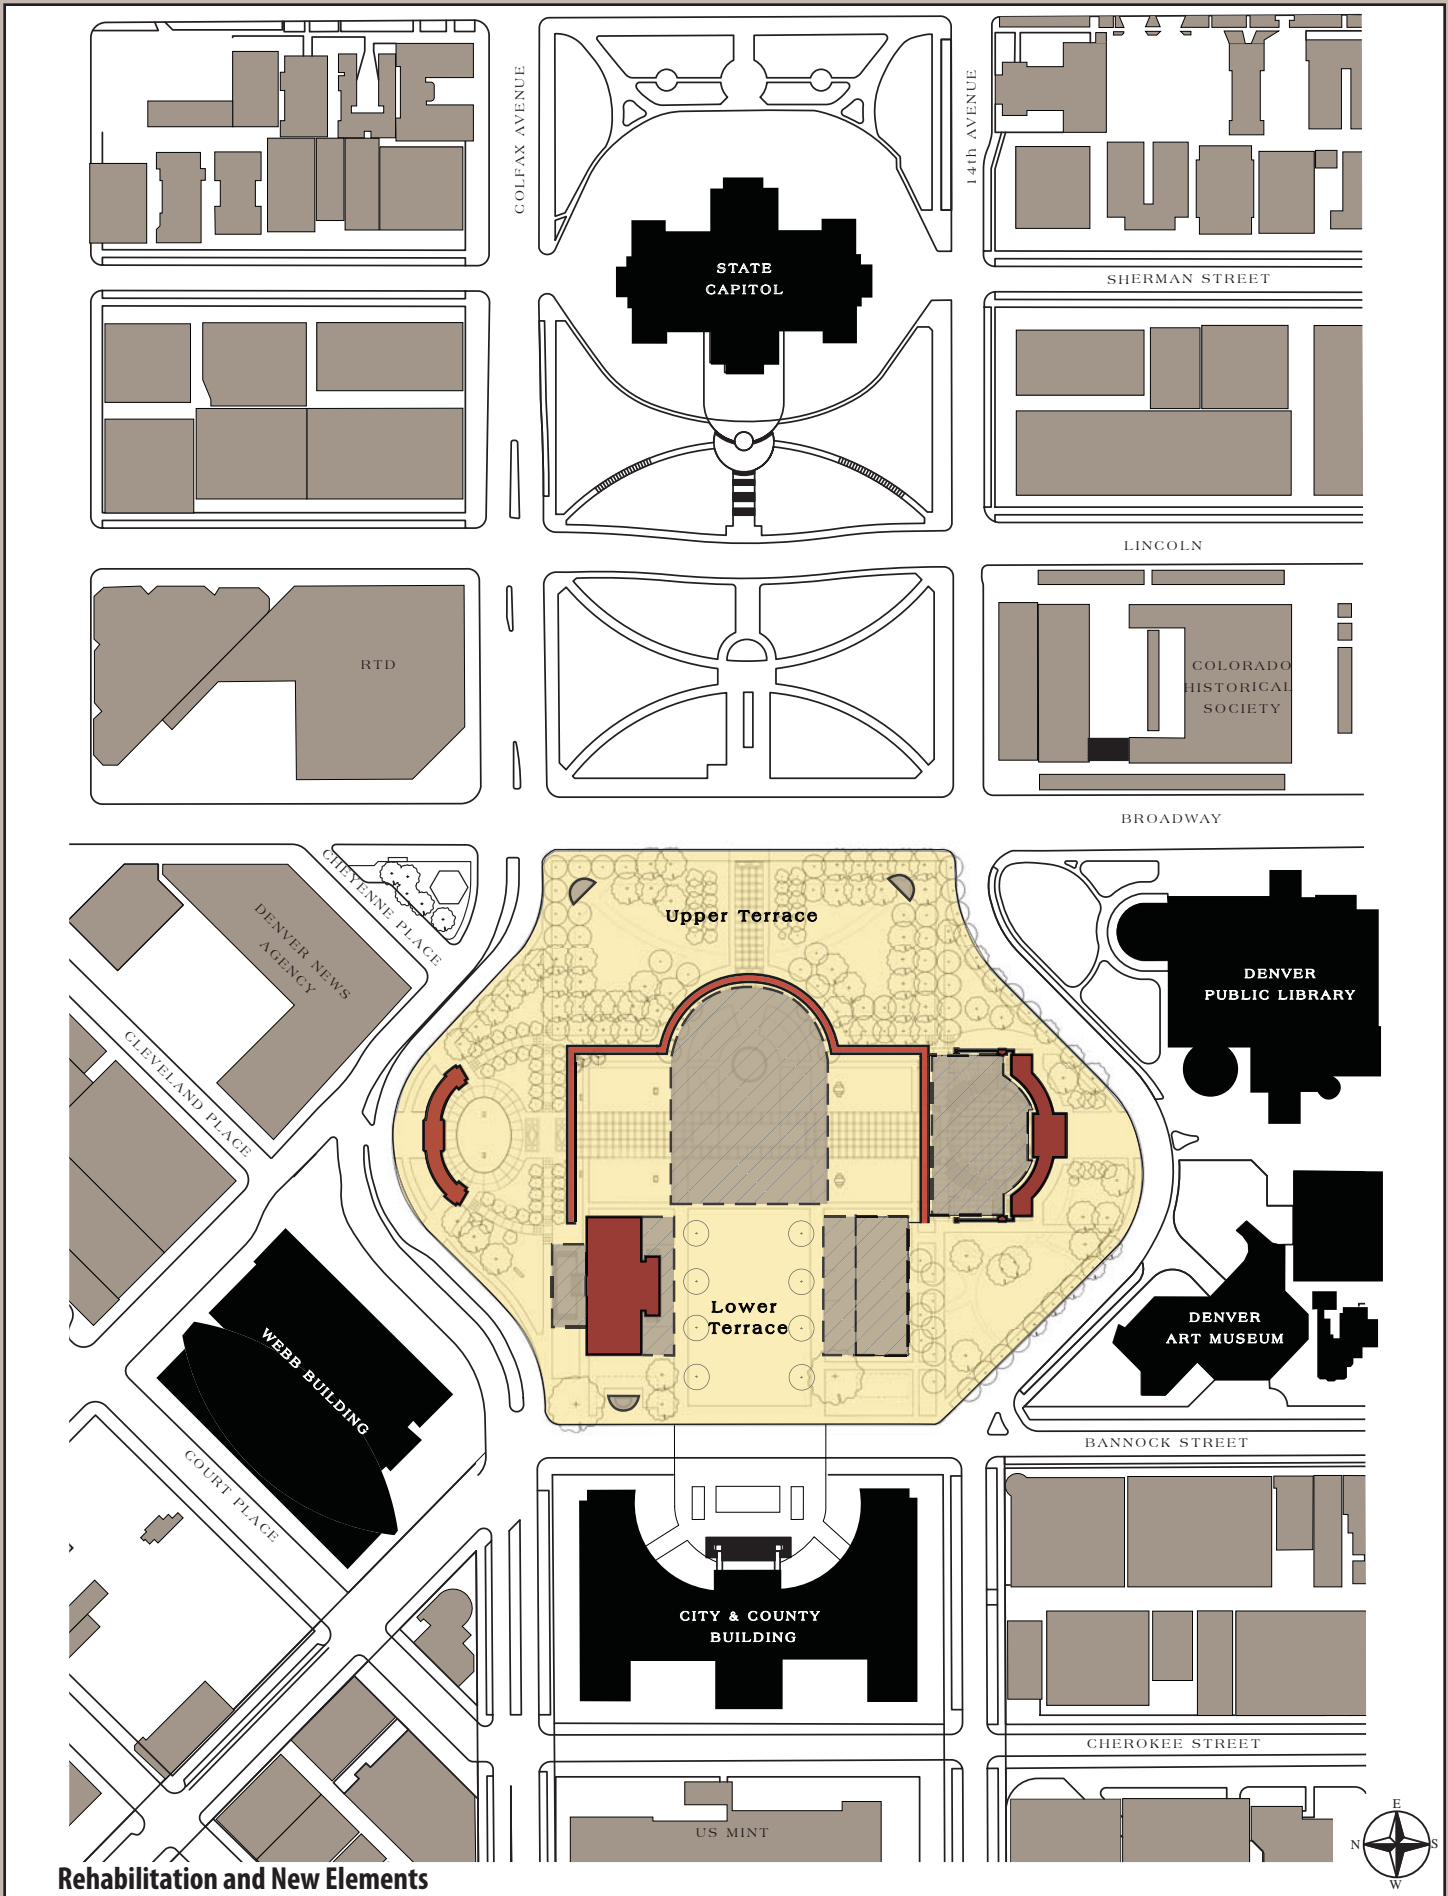 COLFAX AVENUE
14th AVENUE
STATE
CAPITOL
SHERMAN STREET
LINCOLN
RTD
COLORADO
HISTORICAL
SOCIETY
BROADWAY
CHEYENNE PLACE
DENVER NEWS
AGENCY
Upper Terrace
DENVER
PUBLIC LIBRARY
CLEVELAND PLACE
Lower
Terrace
DENVER
ART MUSEUM
WEBB BUILDING
COURT PLACE
BANNOCK STREET
CITY & COUNTY
BUILDING
CHEROKEE STREET
US MINT
E
N
S
W
Rehabilitation and New Elements